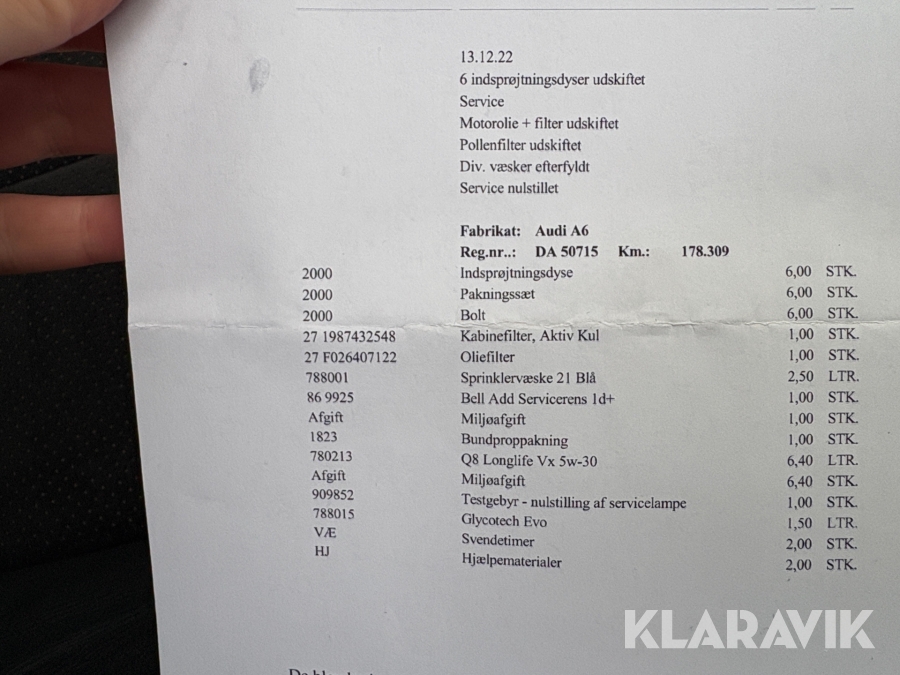 13.12.22
6 indsprøjtningsdyser udskiftet
Service
Motorolie + filter udskiftet
Pollenfilter udskiftet
Div. væsker efterfyldt
Service nulstillet
Fabrikat: Audi A6
Reg.nr..: DA 50715 Km.: 178.309
2000 Indsprøjtningsdyse 6,00 STK.
2000 Pakningssæt 6,00 STK.
2000 Bolt 6,00 STK.
27 1987432548 Kabinefilter, Aktiv Kul 1,00 STK.
27 F026407122 Oliefilter 1,00 STK.
788001 Sprinklervæske 21 Blå 2,50 LTR.
86 9925 Bell Add Servicerens 1d+ 1,00 STK.
Afgift Miljøafgift 1,00 STK.
1823 Bundproppakning 1,00 STK.
780213 Q8 Longlife Vx 5w-30 6,40 LTR.
Afgift Miljøafgift 6,40 STK.
909852 Testgebyr - nulstilling af servicelampe 1,00 STK.
788015 Glycotech Evo 1,50 LTR.
VÆ Svendetimer 2,00 STK.
HJ Hjælpematerialer 2,00 STK.
KLARAVIK